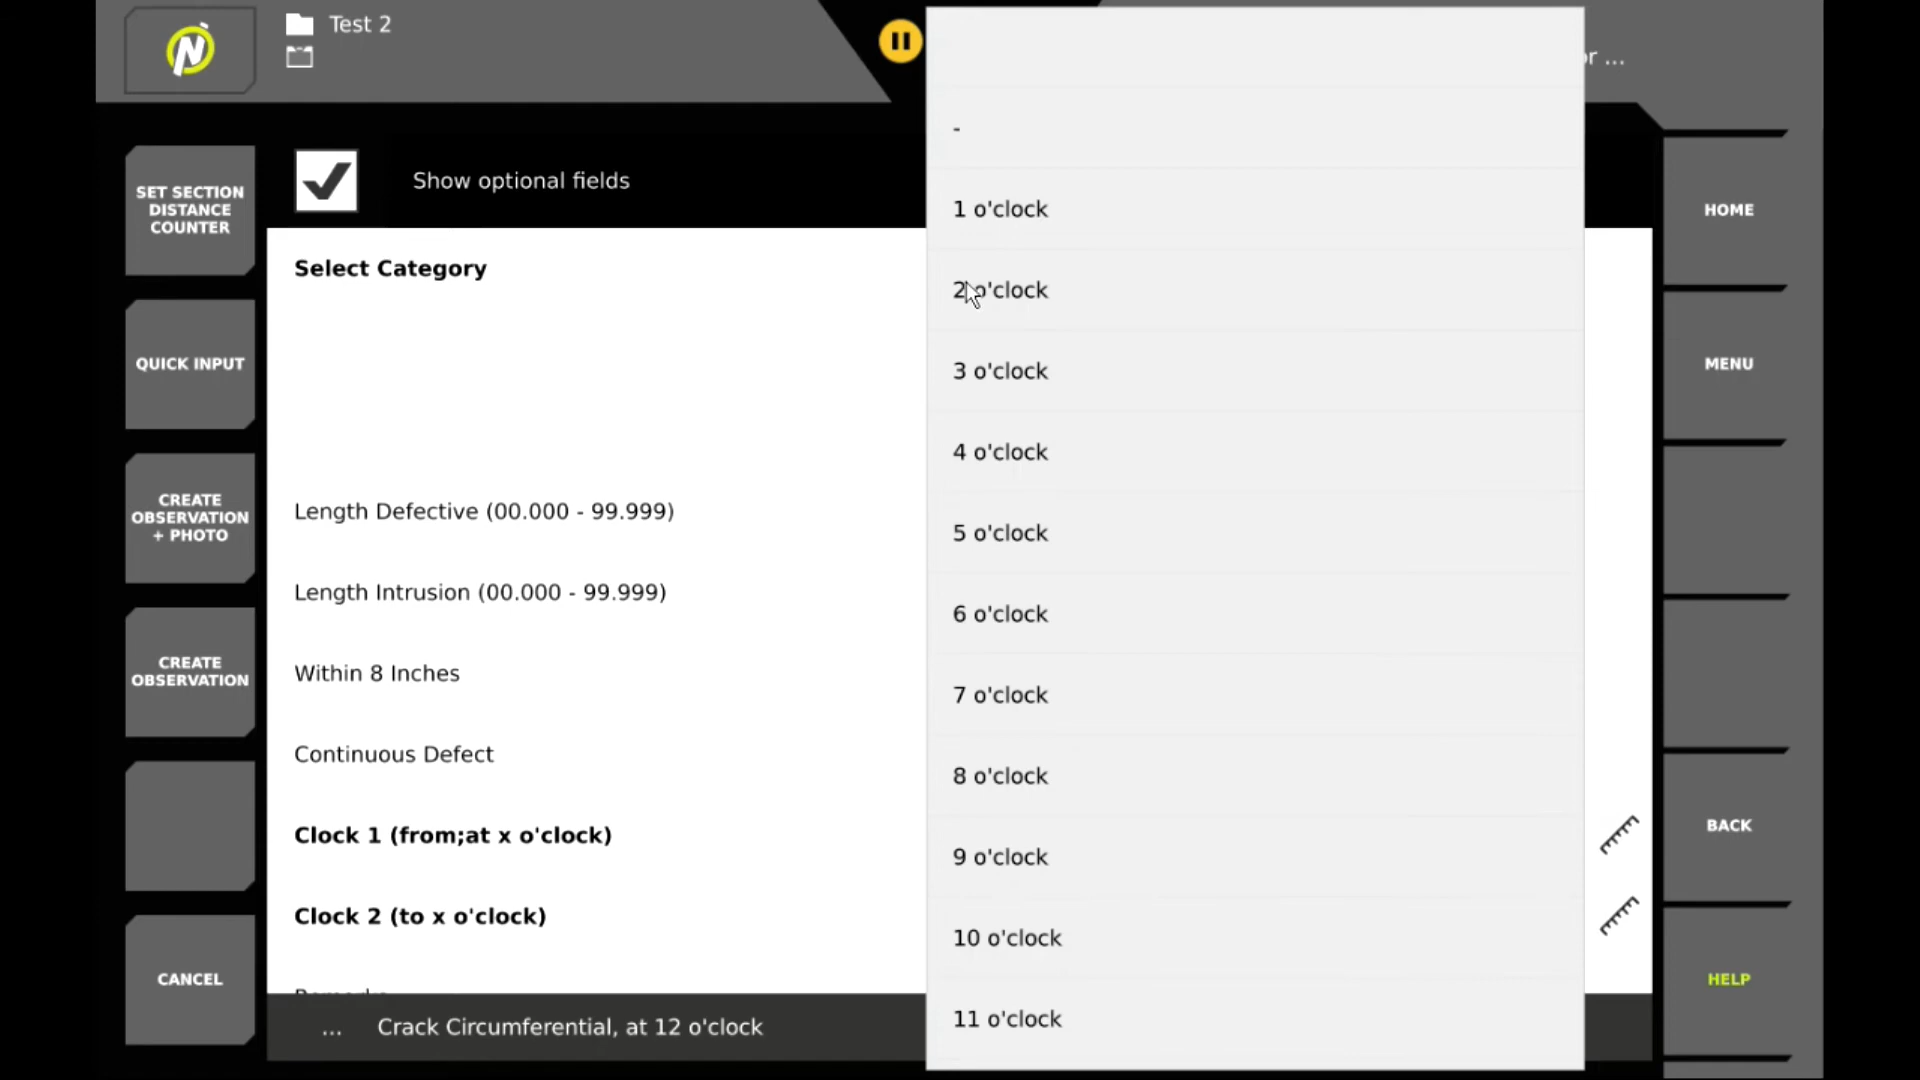 Test 2
or ...
SET SECTION
DISTANCE
COUNTER
QUICK INPUT
CREATE
OBSERVATION
+ PHOTO
CREATE
OBSERVATION
CANCEL
Show optional fields
Select Category
Length Defective (00.000 - 99.999)
Length Intrusion (00.000 - 99.999)
Within 8 Inches
Continuous Defect
Clock 1 (from;at x o'clock)
Clock 2 (to x o'clock)
Remarks
... Crack Circumferential, at 12 o'clock
-
1 o'clock
2 o'clock
3 o'clock
4 o'clock
5 o'clock
6 o'clock
7 o'clock
8 o'clock
9 o'clock
10 o'clock
11 o'clock
HOME
MENU
BACK
HELP